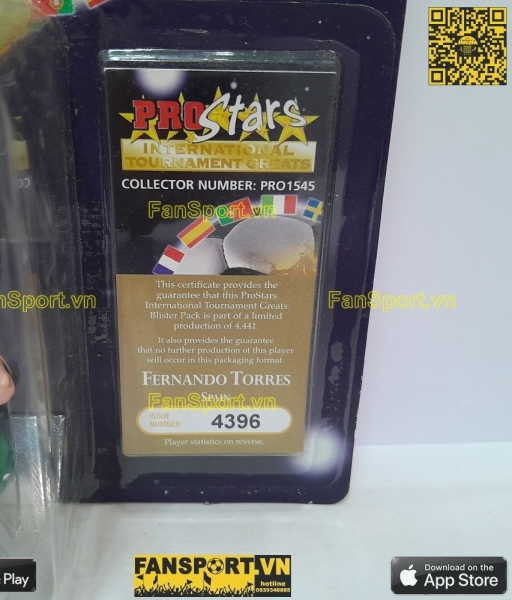 PROStars
INTERNATIONAL
TOURNAMENT GREATS
COLLECTOR NUMBER: PRO1545
FanSport.vn
FanSport.vn
FanSport.vn
This certificate provides the
guarantee that this ProStars
International Tournament Greats
Blister Pack is part of a limited
production of 4,441.
It also provides the guarantee
that no further production of this player
will occur in this packaging format.
FERNANDO TORRES
SPAIN
FanSport.vn
ISSUE
NUMBER:
4396
Player statistics on reverse.
Play
FANSPORT.VN
hotline
0939346885
Download on the
App Store